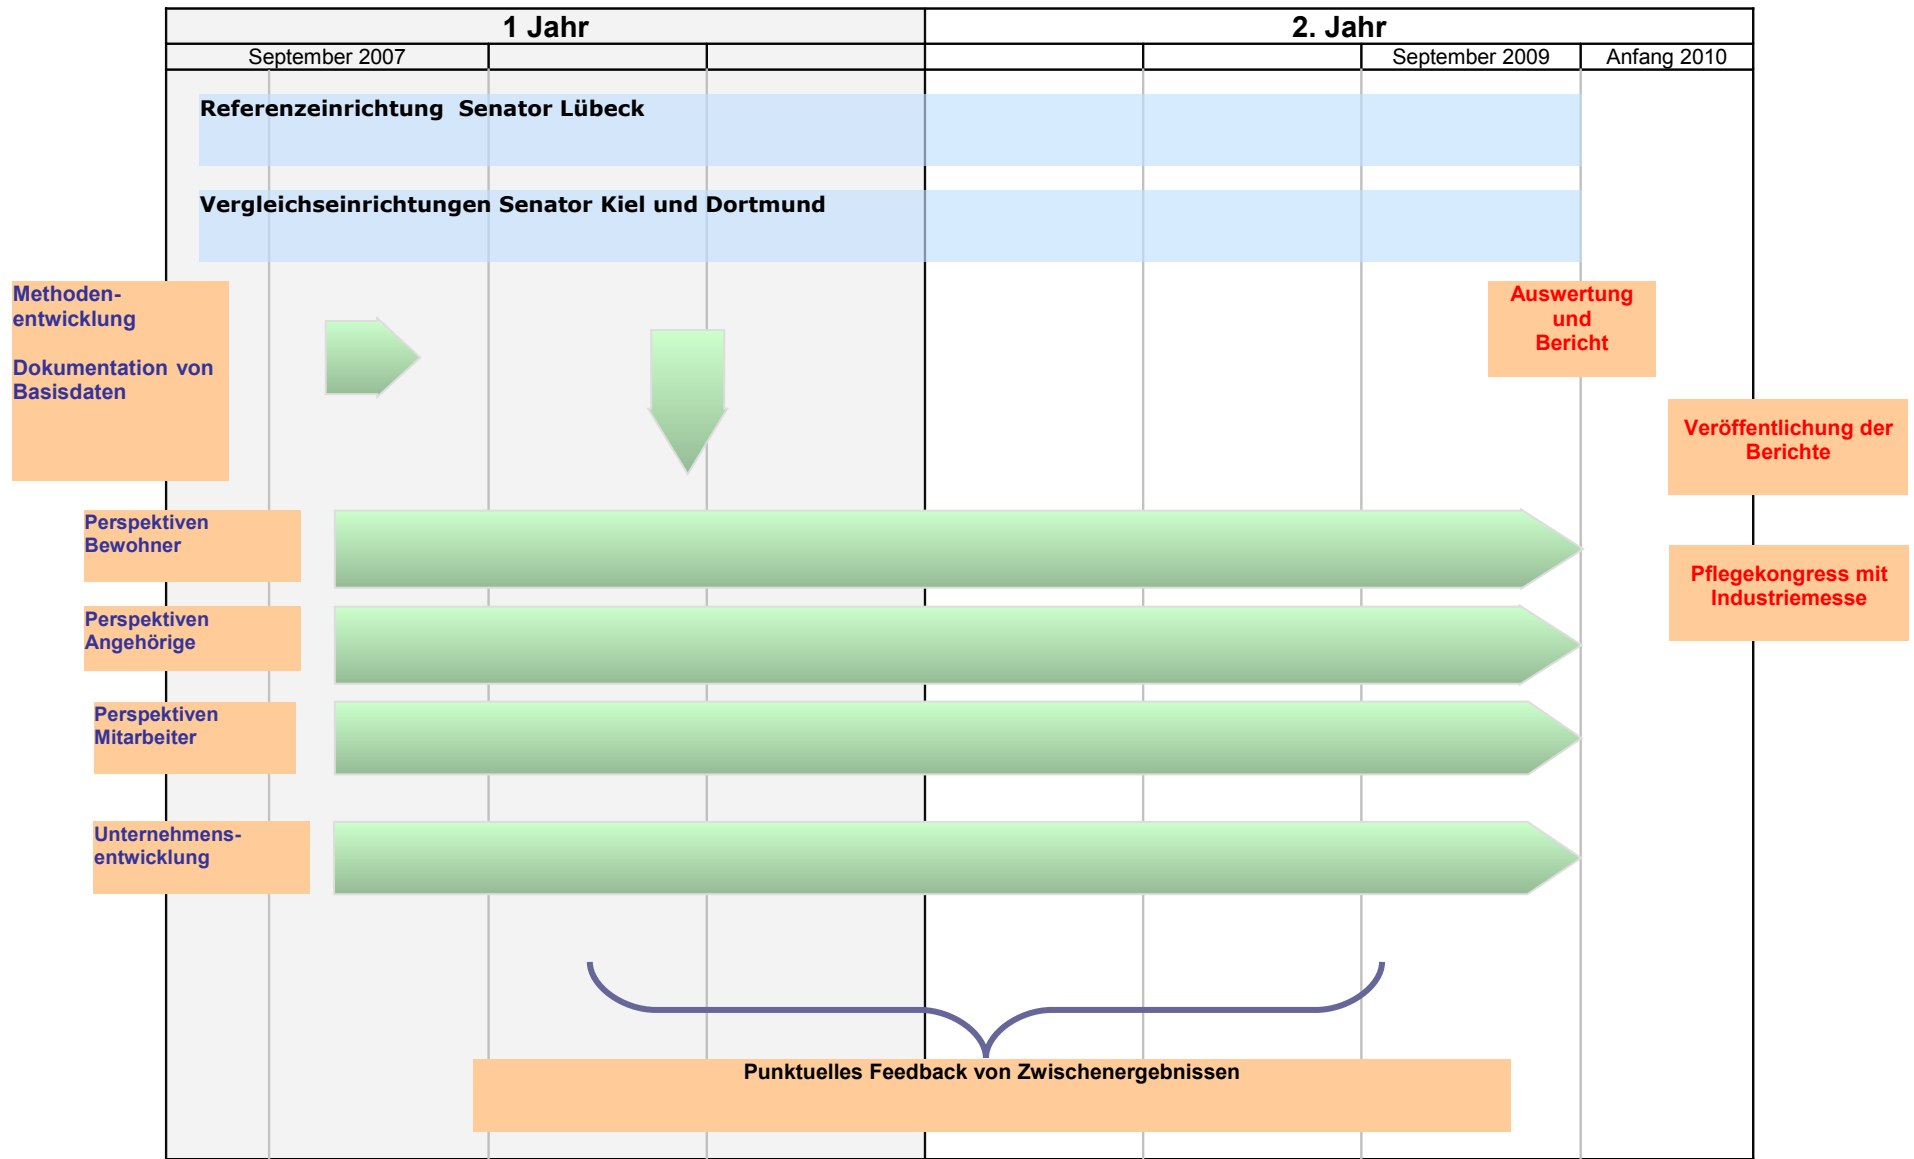 1 Jahr
2. Jahr
September 2007
September 2009
Anfang 2010
Referenzeinrichtung Senator Lübeck
Vergleichseinrichtungen Senator Kiel und Dortmund
Methoden-
entwicklung
Dokumentation von
Basisdaten
Auswertung
und
Bericht
Veröffentlichung der
Berichte
Perspektiven
Bewohner
Pflegekongress mit
Industriemesse
Perspektiven
Angehörige
Perspektiven
Mitarbeiter
Unternehmens-
entwicklung
Punktuelles Feedback von Zwischenergebnissen